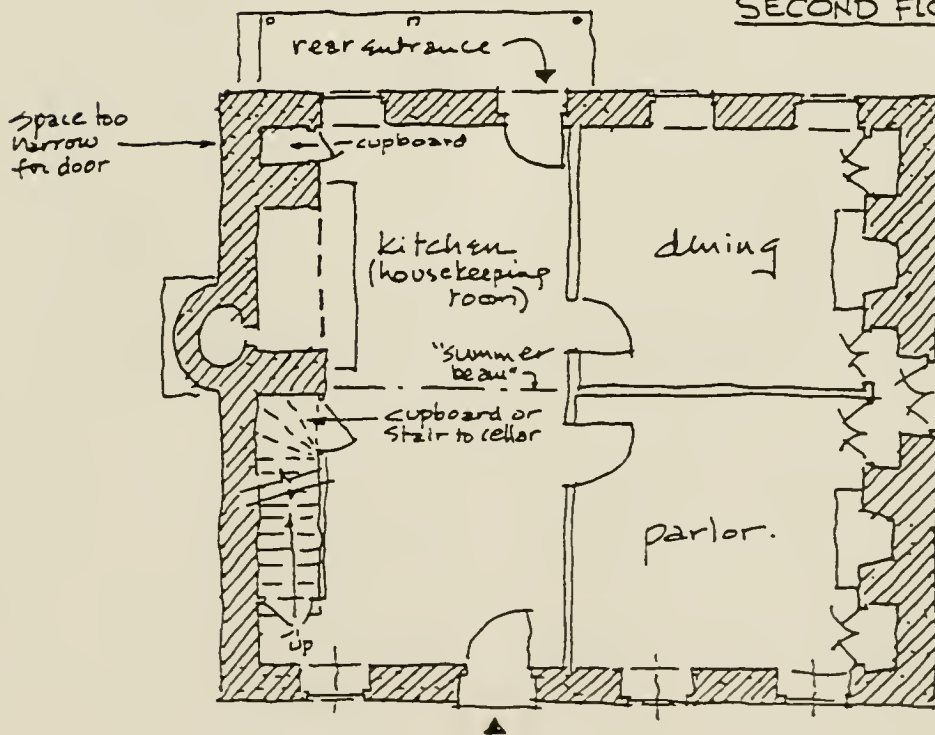 SECOND FLO
rear entrance
space too
narrow
for door
cupboard
Kitchen
(housekeeping
room)
dining
"summer
beam"
cupboard or
Stair to cellar
parlor.
up